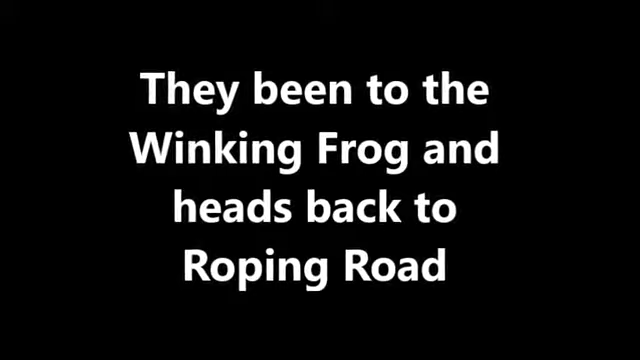 They been to the
Winking Frog and
heads back to
Roping Road